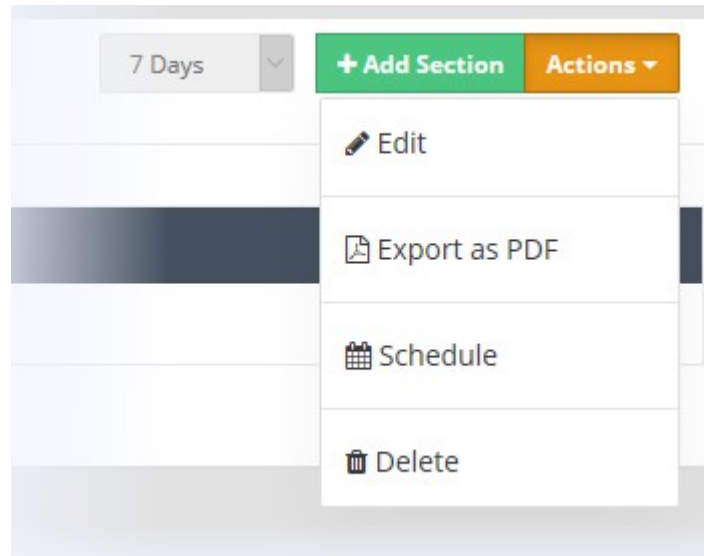 7 Days
+ Add Section
Actions
Edit
Export as PDF
Schedule
Delete